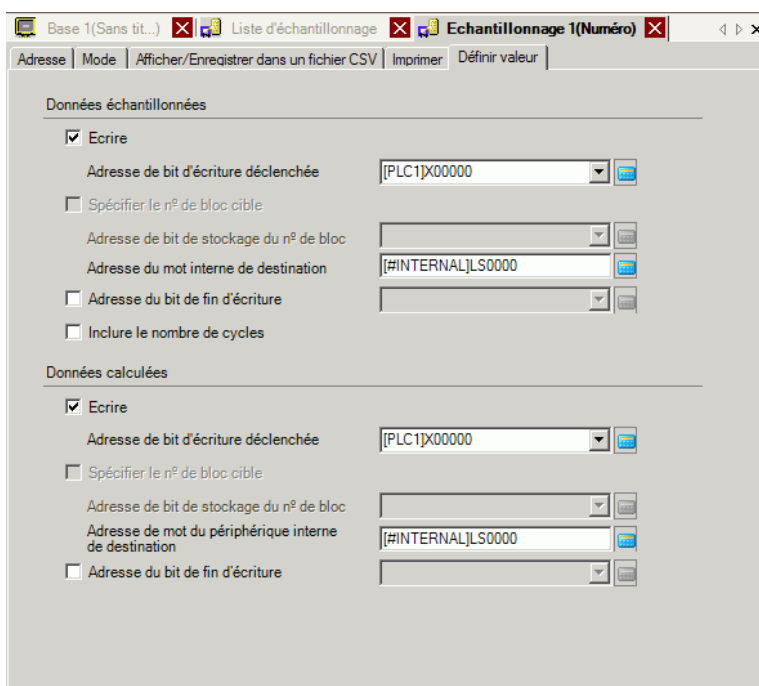 Base 1(Sans tit...) Liste d'échantillonnage Echantillonnage 1(Numéro)
Adresse Mode Afficher/Enregistrer dans un fichier CSV Imprimer Définir valeur
Données échantillonnées
Ecrire
Adresse de bit d'écriture déclenchée [PLC1]X00000
Spécifier le nº de bloc cible
Adresse de bit de stockage du nº de bloc
Adresse du mot interne de destination [#INTERNAL]LS0000
Adresse du bit de fin d'écriture
Inclure le nombre de cycles
Données calculées
Ecrire
Adresse de bit d'écriture déclenchée [PLC1]X00000
Spécifier le nº de bloc cible
Adresse de bit de stockage du nº de bloc
Adresse de mot du périphérique interne
de destination [#INTERNAL]LS0000
Adresse du bit de fin d'écriture